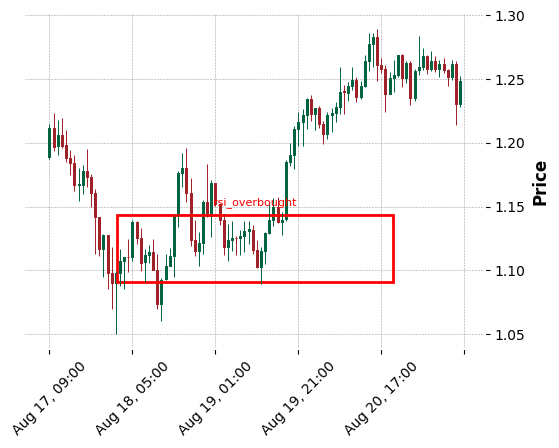 1.30
1.25
1.20
1.15
1.10
1.05
Price
rsi_overbought
Aug 17, 09:00
Aug 18, 05:00
Aug 19, 01:00
Aug 19, 21:00
Aug 20, 17:00